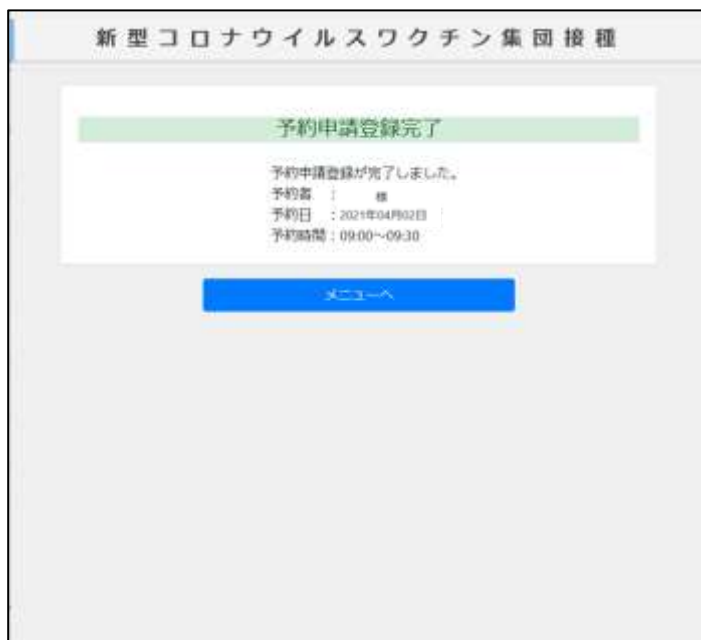 新型コロナウイルスワクチン集団接種
予約申請登録完了
予約申請登録が完了しました。
予約者 : 様
予約日 : 2021年04月02日
予約時間 : 09:00～09:30
メニューへ